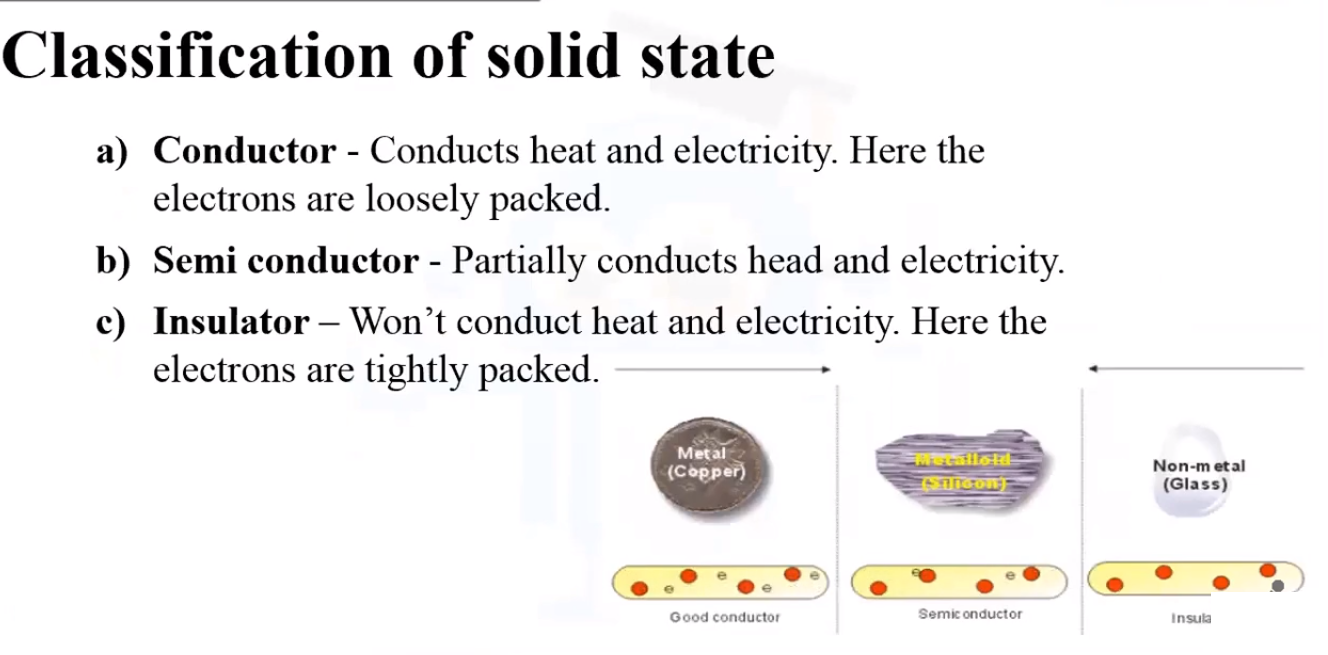 Classification of solid state
a) Conductor - Conducts heat and electricity. Here the
electrons are loosely packed.
b) Semi conductor - Partially conducts head and electricity.
c) Insulator – Won’t conduct heat and electricity. Here the
electrons are tightly packed.
Metal
(Copper)
Metalloid
(Silicon)
Non-metal
(Glass)
e e e e
e e
Good conductor
Semiconductor
Insula